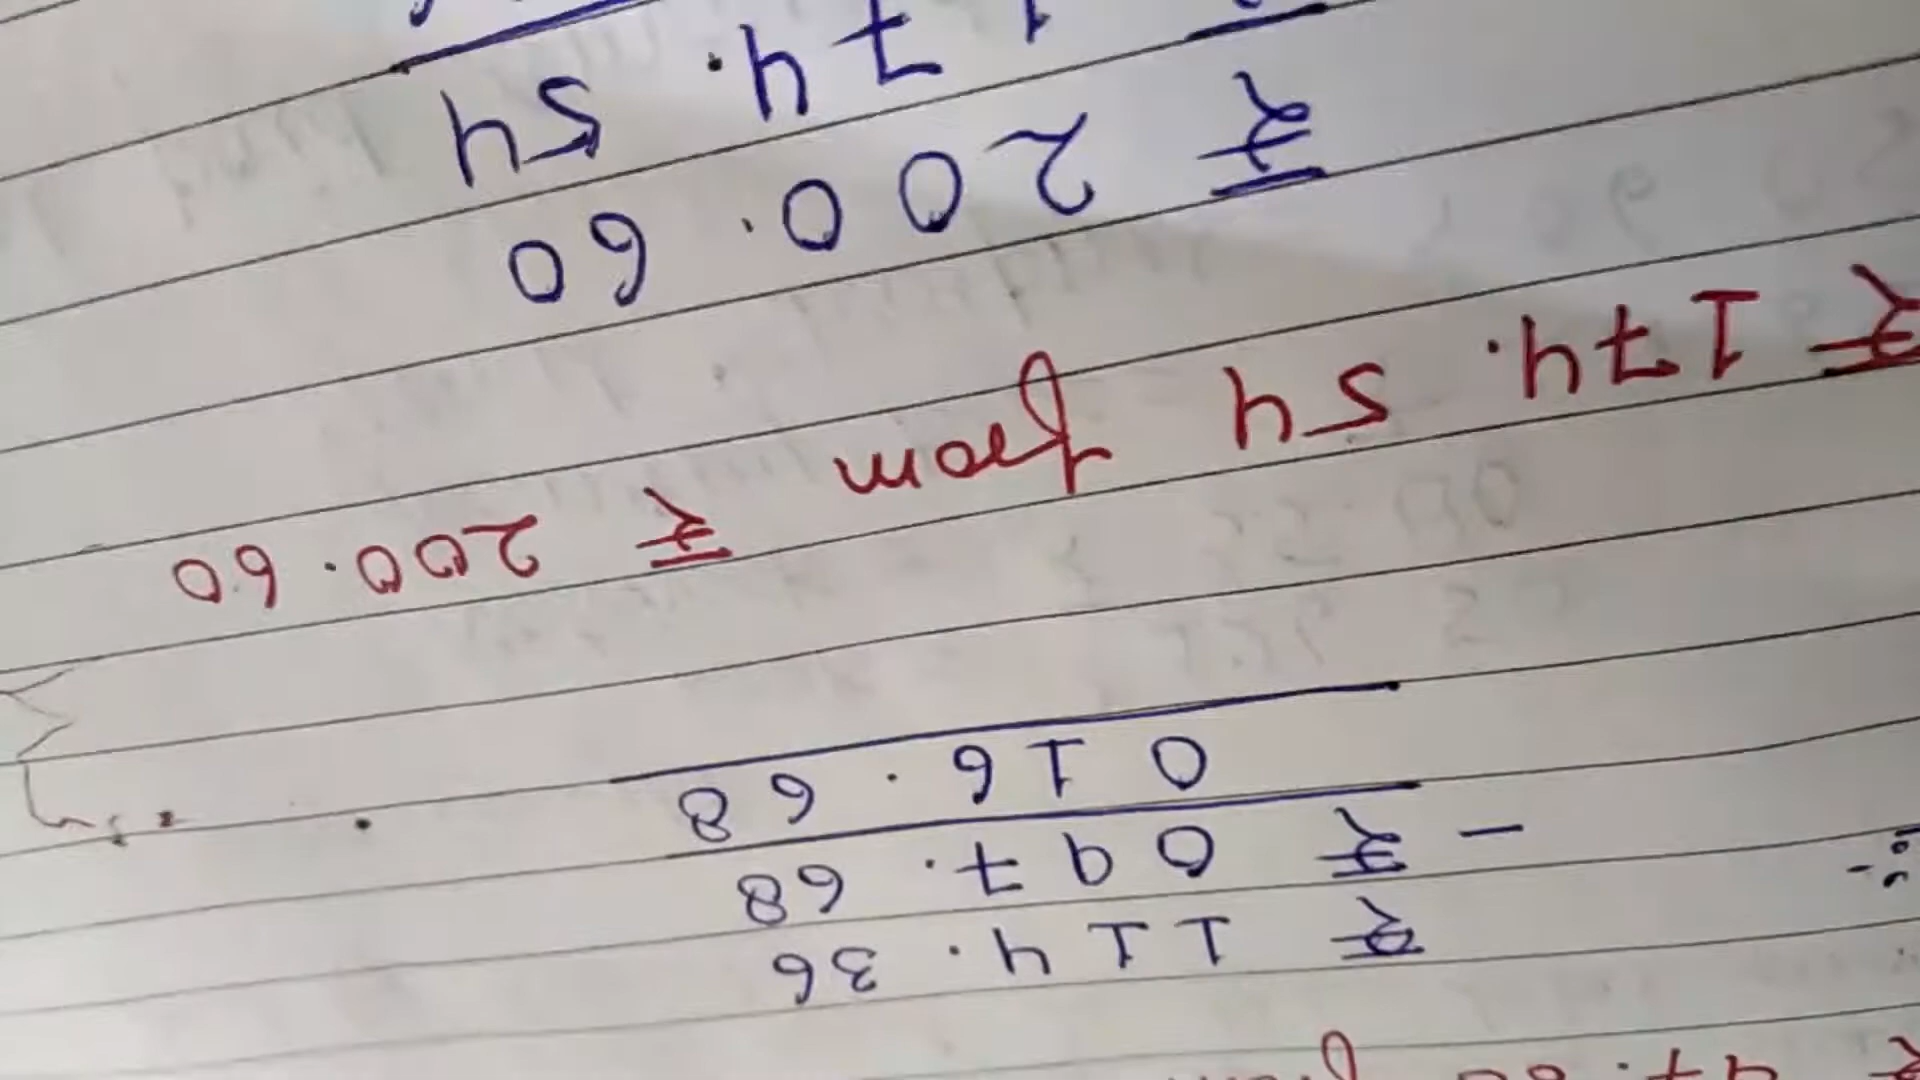 ₹ 114.36
- ₹ 097.68
016.68
₹ 174.54 from ₹ 200.60
₹ 200.60
174.54